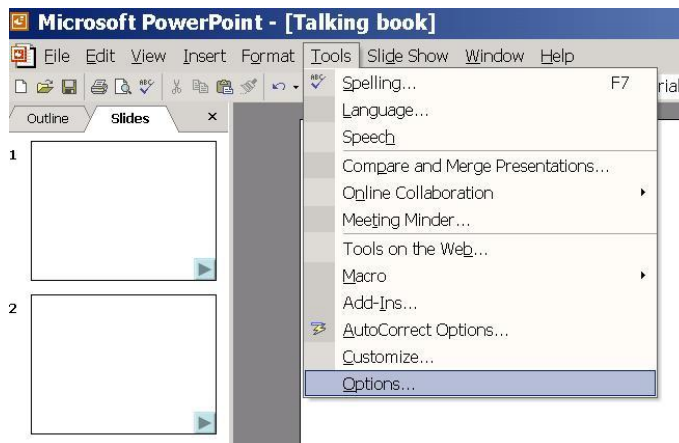 Microsoft PowerPoint - [Talking book]
File Edit View Insert Format Tools Slide Show Window Help
Outline Slides ×
1
2
Spelling... F7
Language...
Speech
Compare and Merge Presentations...
Online Collaboration
Meeting Minder...
Tools on the Web...
Macro
Add-Ins...
AutoCorrect Options...
Customize...
Options...